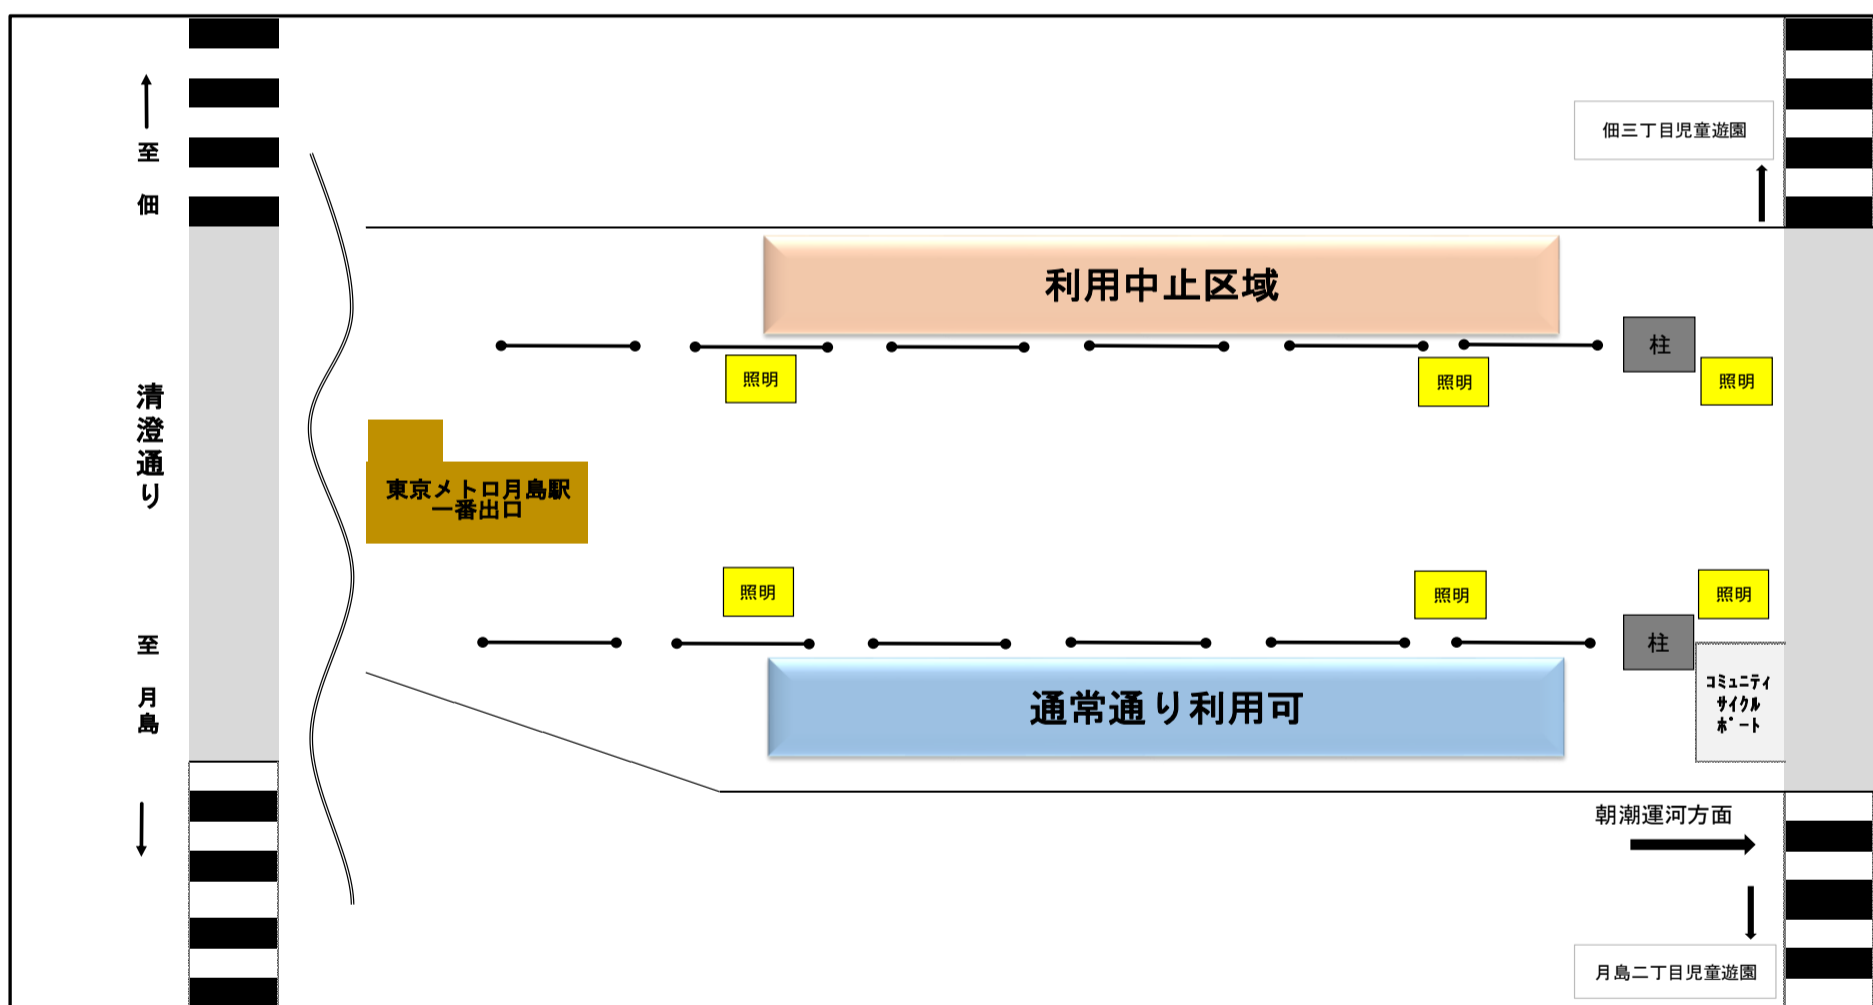 至 佃
清澄通り
至 月島
佃三丁目児童遊園
利用中止区域
柱
照明
照明
照明
東京メトロ月島駅
一番出口
照明
照明
照明
柱
通常通り利用可
コミュニティ
サイクル
ポート
朝潮運河方面
月島二丁目児童遊園